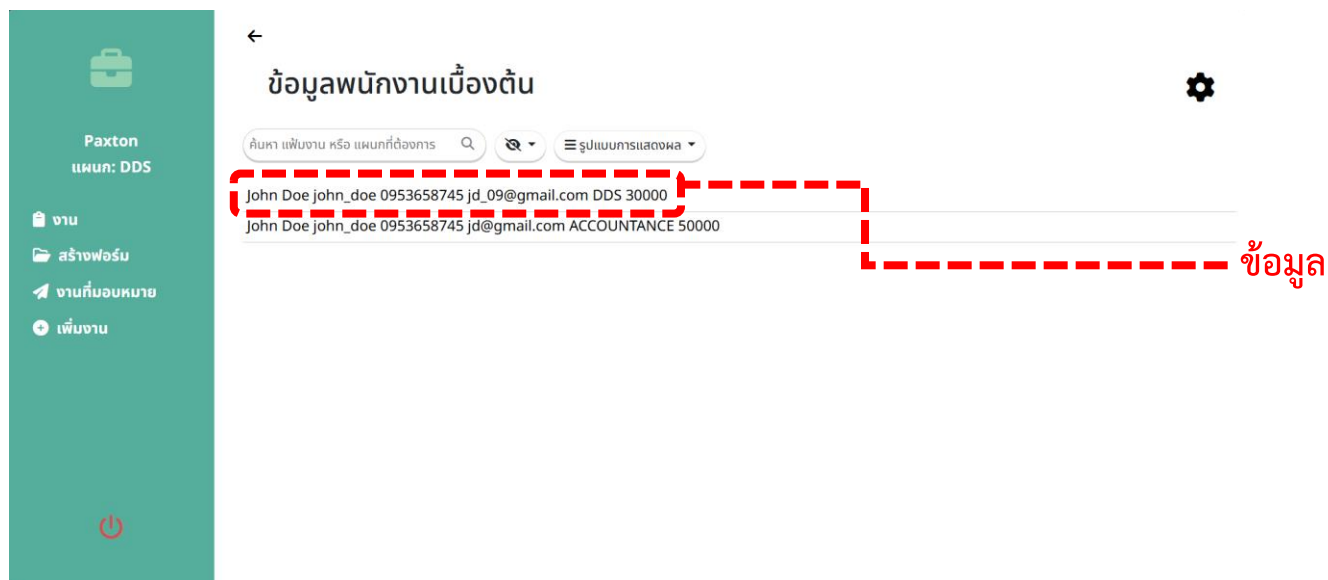 Paxton
แผนก: DDS
งาน
สร้างฟอร์ม
งานที่มอบหมาย
เพิ่มงาน
ข้อมูลพนักงานเบื้องต้น
ค้นหา แฟ้มงาน หรือ แผนกที่ต้องการ
รูปแบบการแสดงผล
John Doe john_doe 0953658745 jd_09@gmail.com DDS 30000
John Doe john_doe 0953658745 jd@gmail.com ACCOUNTANCE 50000
ข้อมูล